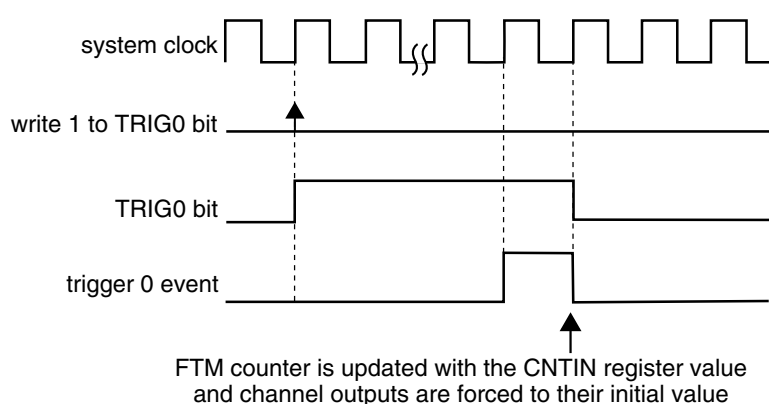 system clock
write 1 to TRIG0 bit
TRIG0 bit
trigger 0 event
FTM counter is updated with the CNTIN register value
and channel outputs are forced to their initial value